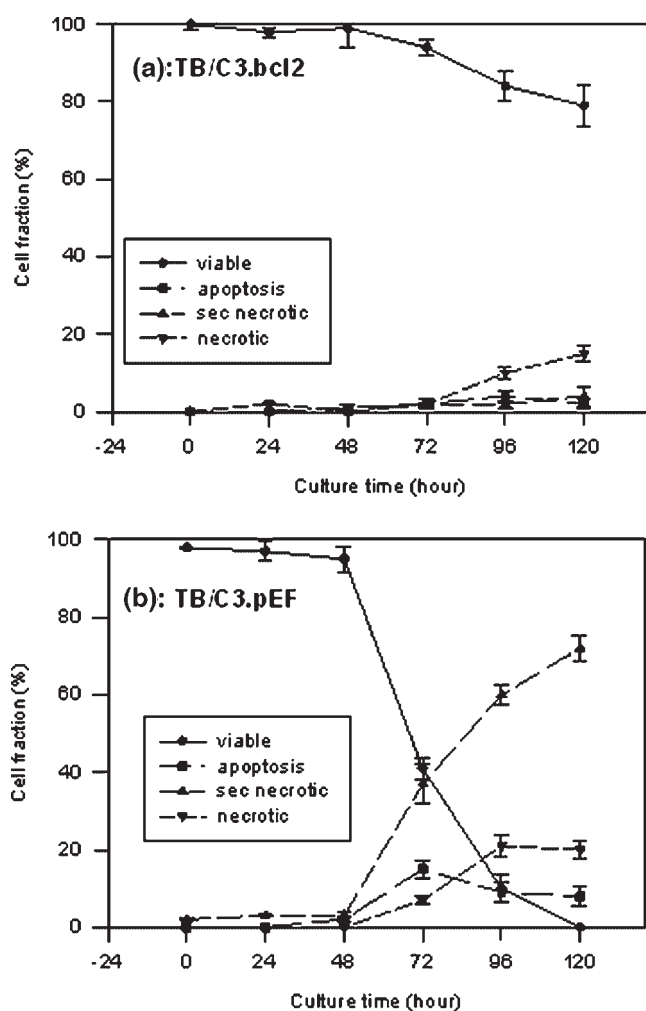 100
80
60
40
20
0
Cell fraction (%)
(a):TB/C3.bcl2
viable
apoptosis
sec necrotic
necrotic
-24 0 24 48 72 96 120
Culture time (hour)
100
80
60
40
20
0
Cell fraction (%)
(b): TB/C3.pEF
viable
apoptosis
sec necrotic
necrotic
-24 0 24 48 72 96 120
Culture time (hour)